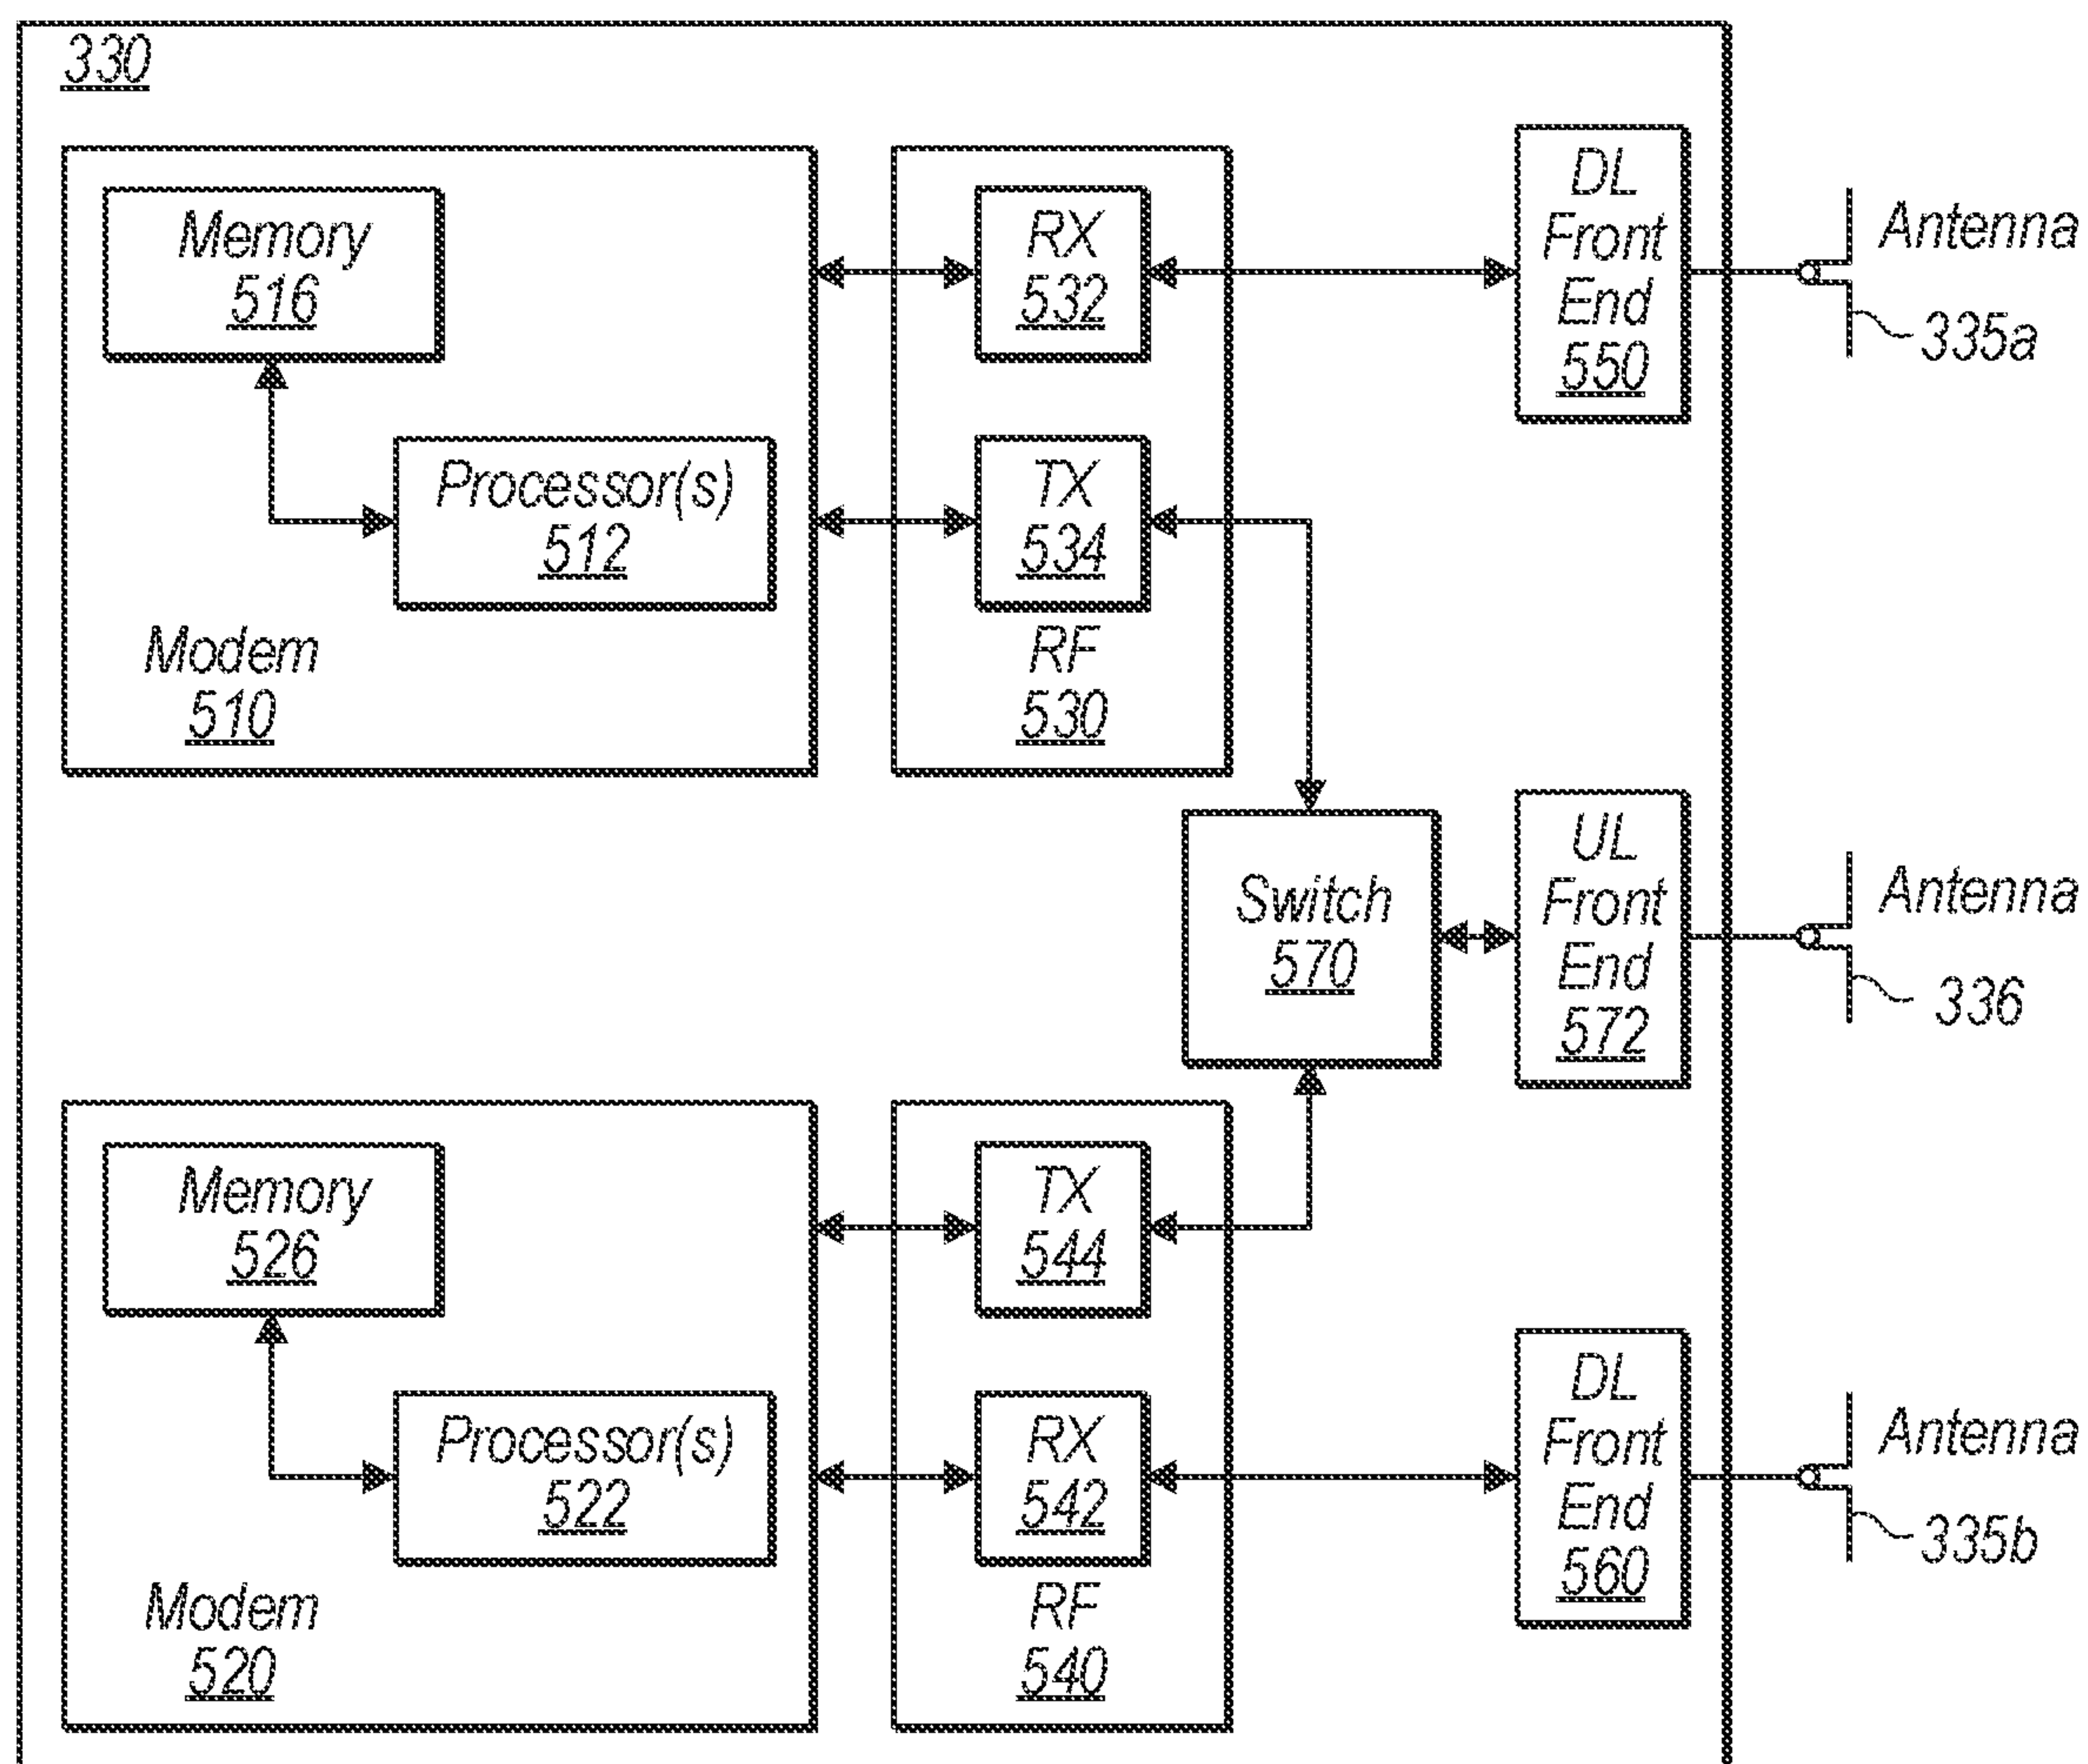 330
Memory
516
Processor(s)
512
Modem
510
RX
532
TX
534
RF
530
DL
Front
End
550
Antenna
335a
Switch
570
UL
Front
End
572
Antenna
336
Memory
526
Processor(s)
522
Modem
520
TX
544
RX
542
RF
540
DL
Front
End
560
Antenna
335b